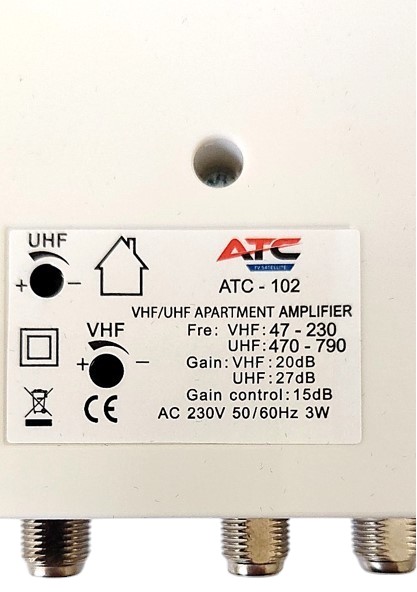 UHF
+ −
ATC
TV SATELLITE
ATC - 102
VHF/UHF APARTMENT AMPLIFIER
VHF
+ −
Fre: VHF: 47 - 230
UHF: 470 - 790
Gain: VHF: 20dB
UHF: 27dB
Gain control: 15dB
CE
AC 230V 50/60Hz 3W